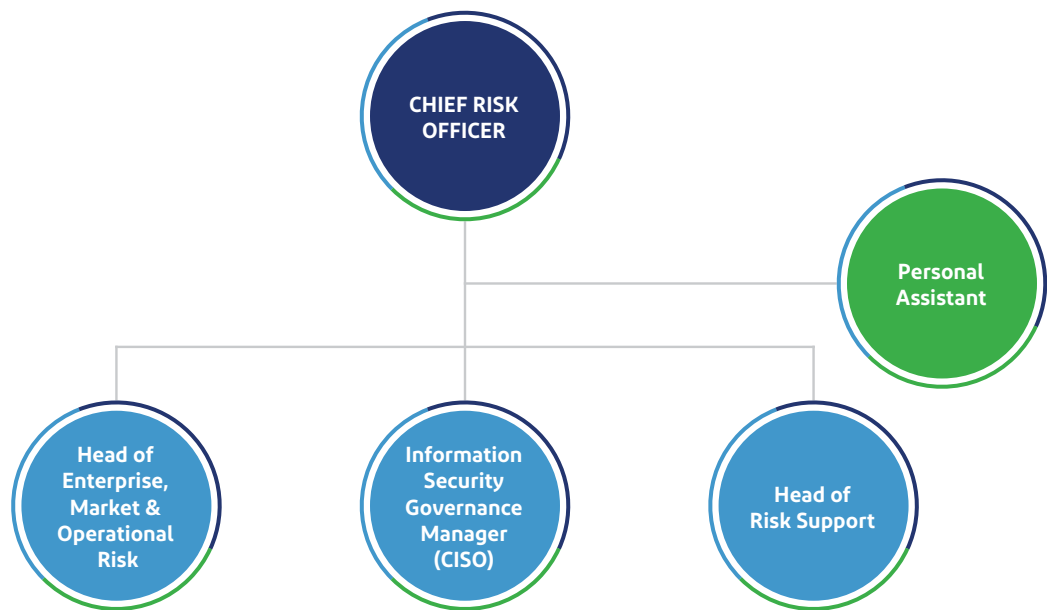 CHIEF RISK
OFFICER
Personal
Assistant
Head of
Enterprise,
Market &
Operational
Risk
Information
Security
Governance
Manager
(CISO)
Head of
Risk Support